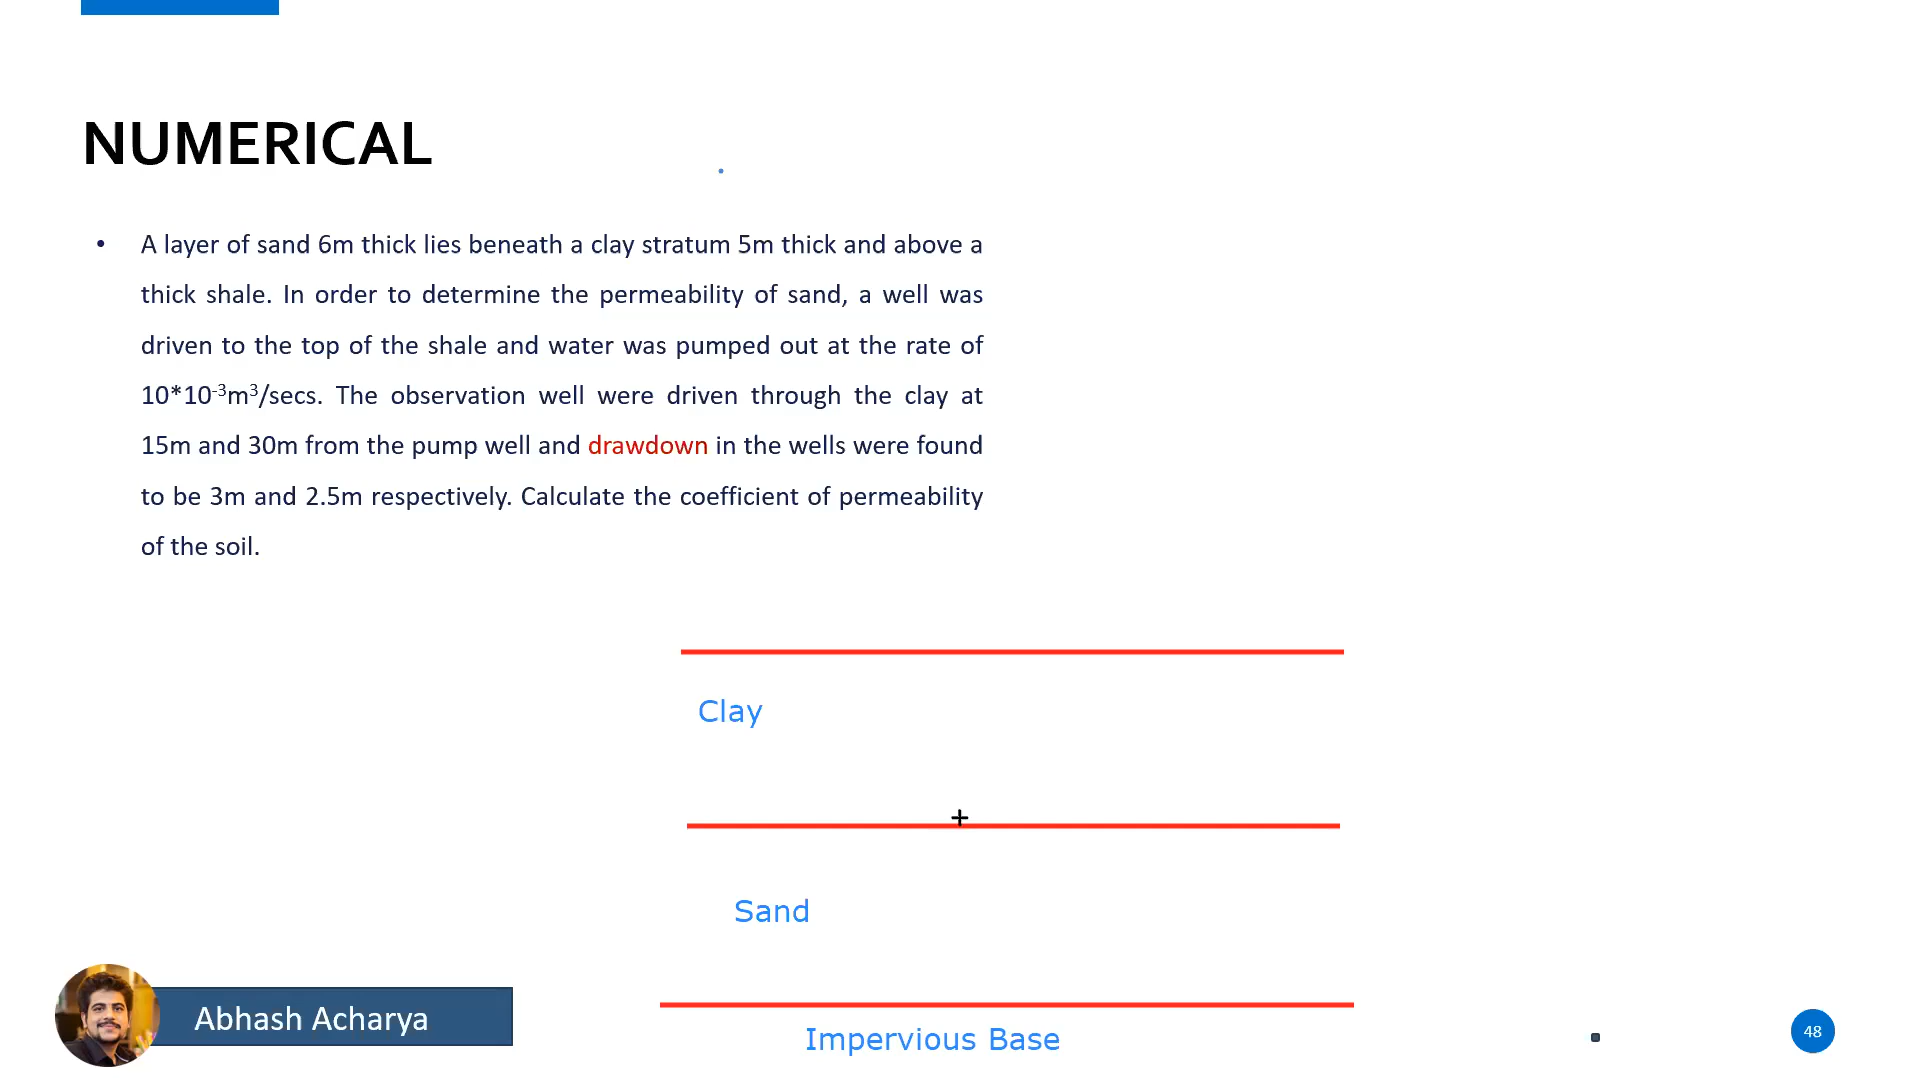 NUMERICAL
• A layer of sand 6m thick lies beneath a clay stratum 5m thick and above a
thick shale. In order to determine the permeability of sand, a well was
driven to the top of the shale and water was pumped out at the rate of
10*10⁻³m³/secs. The observation well were driven through the clay at
15m and 30m from the pump well and drawdown in the wells were found
to be 3m and 2.5m respectively. Calculate the coefficient of permeability
of the soil.
Clay
Sand
Impervious Base
Abhash Acharya
48